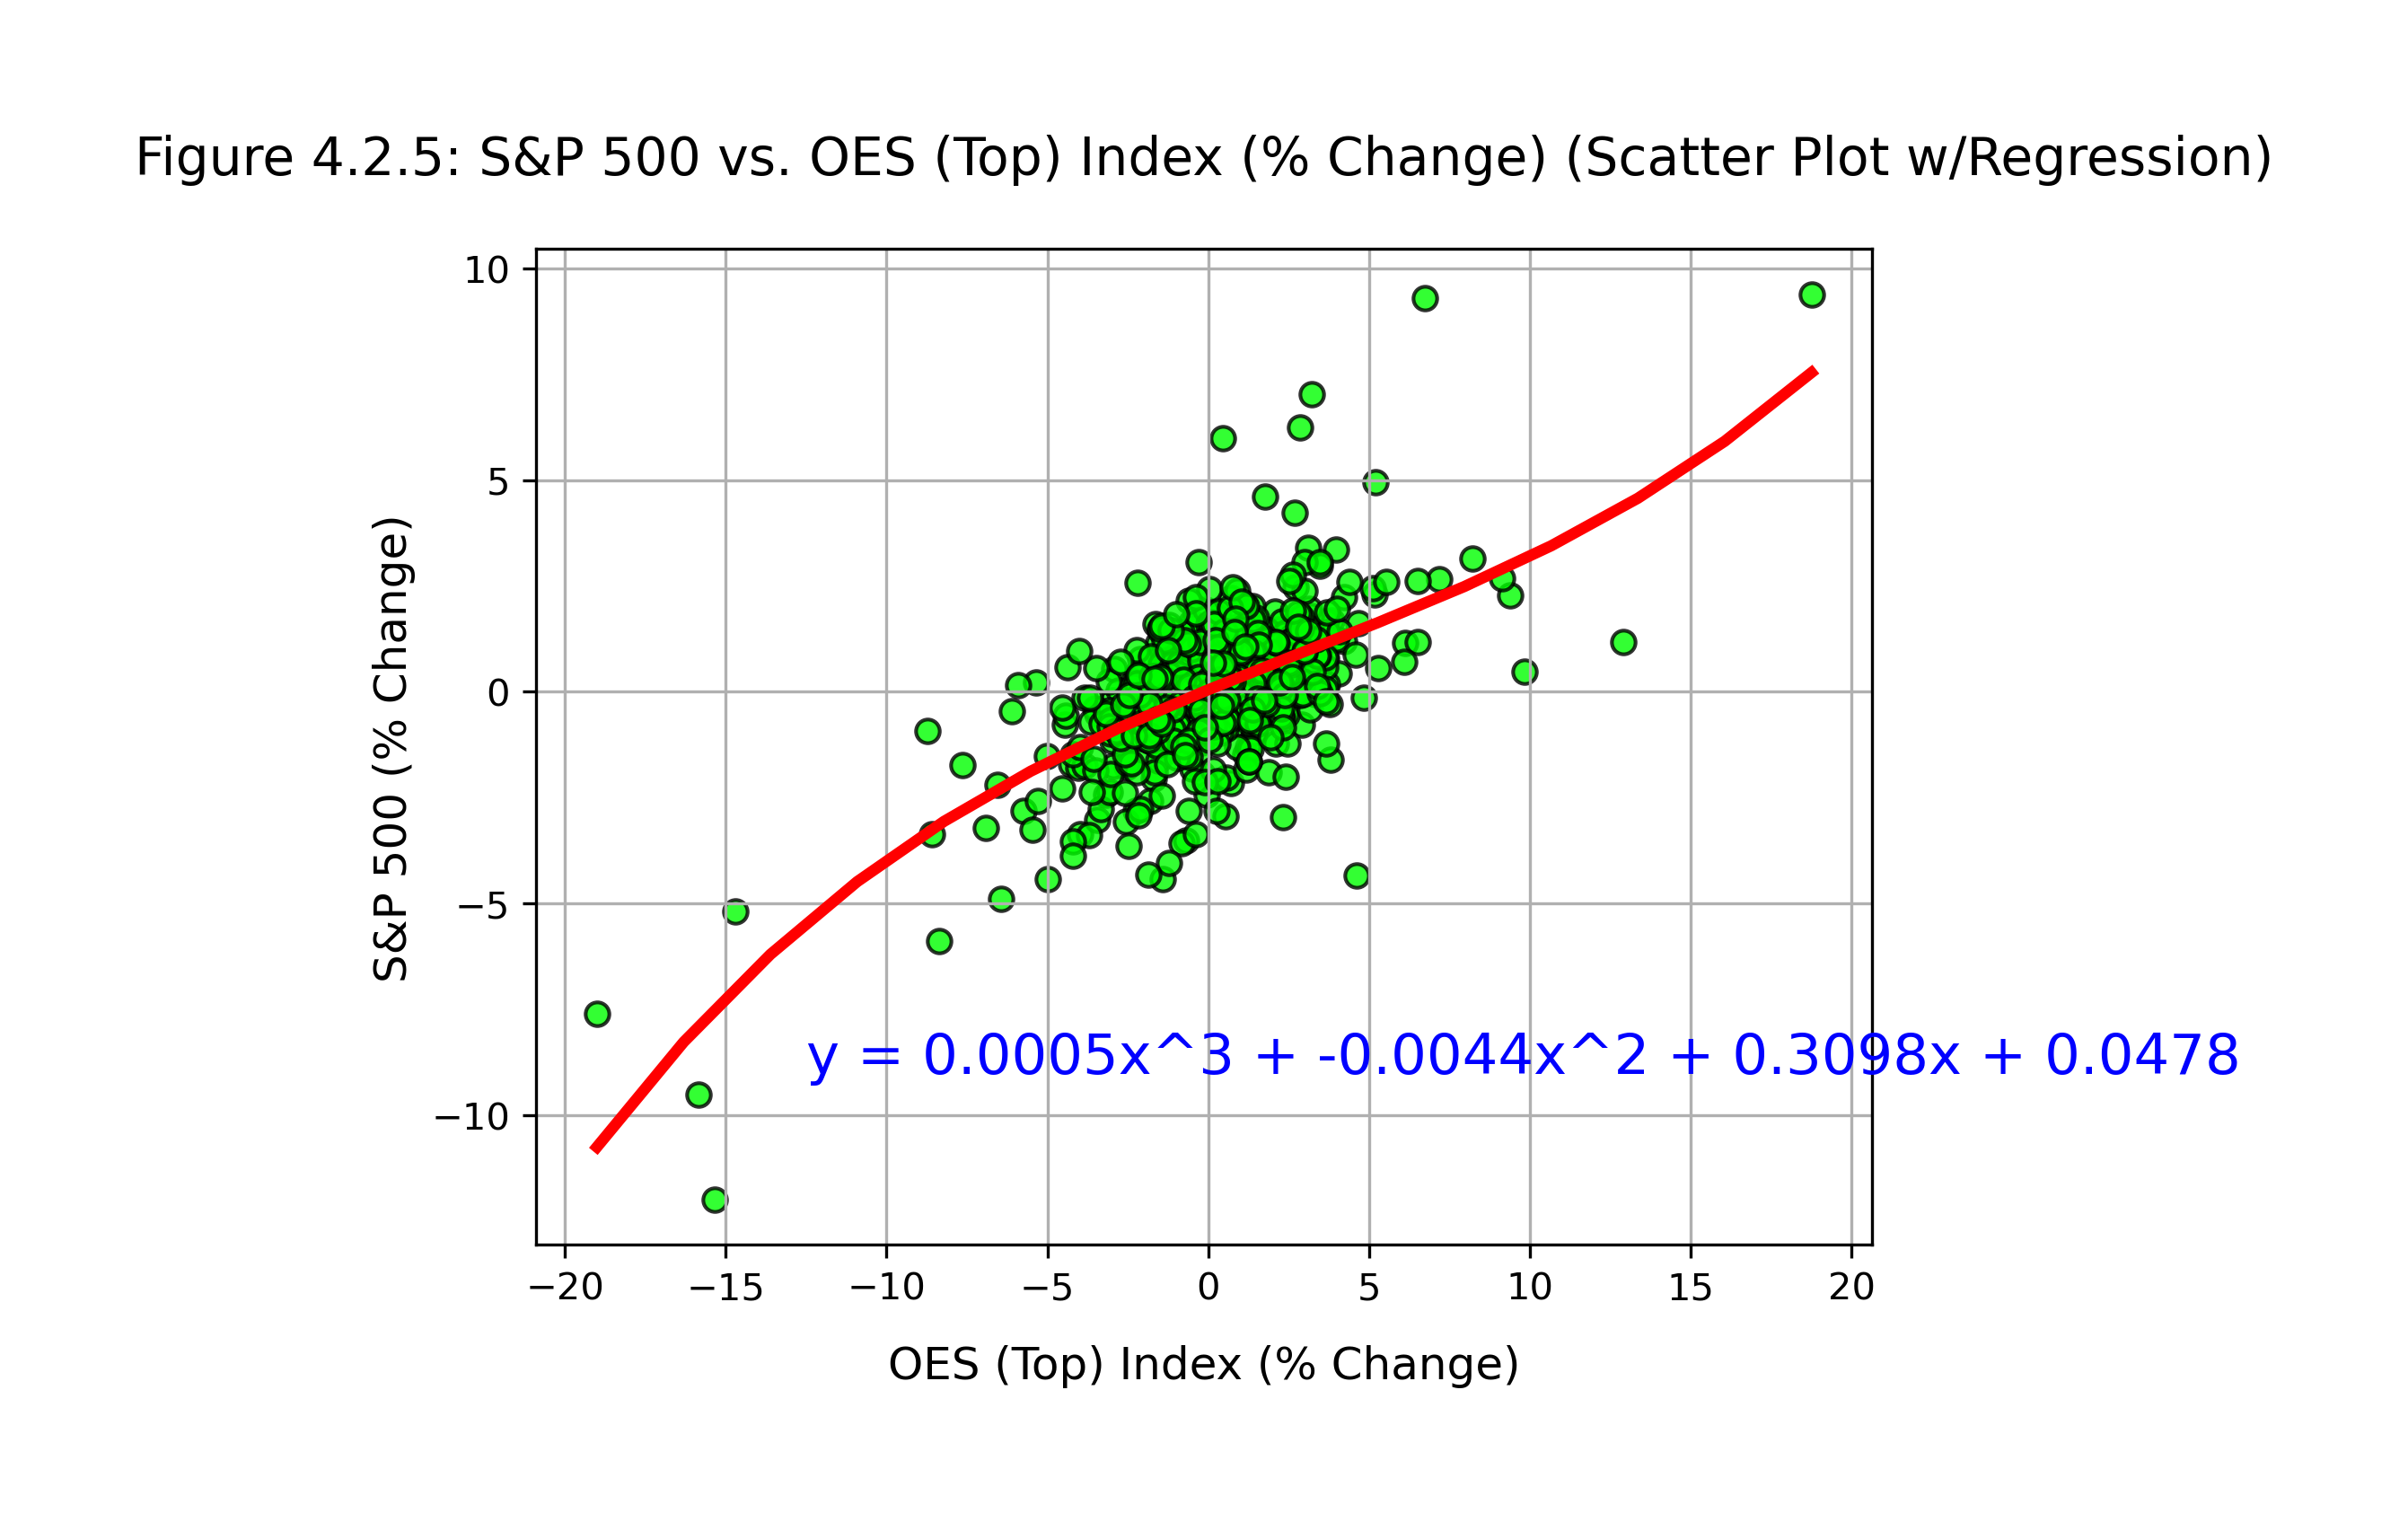 Figure 4.2.5: S&P 500 vs. OES (Top) Index (% Change) (Scatter Plot w/Regression)
10
5
0
−5
−10
S&P 500 (% Change)
y = 0.0005x^3 + -0.0044x^2 + 0.3098x + 0.0478
−20 −15 −10 −5 0 5 10 15 20
OES (Top) Index (% Change)